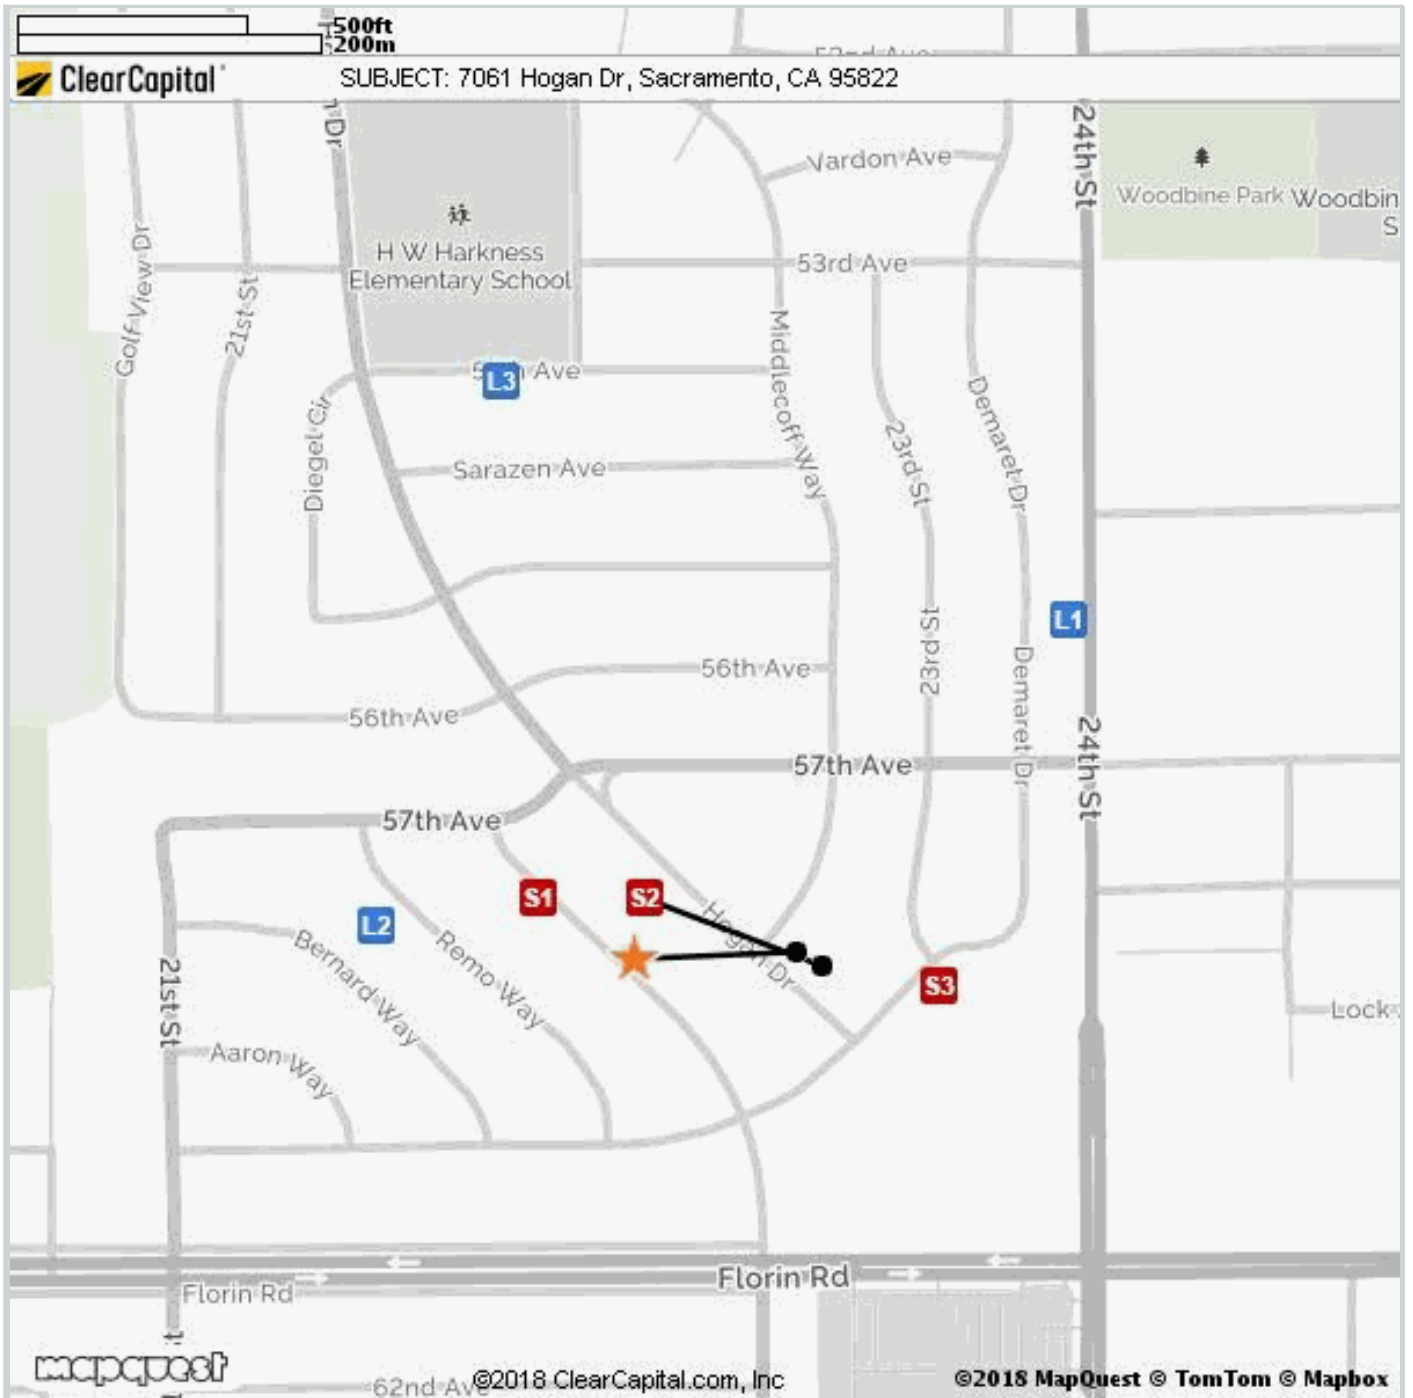 500ft
200m
52nd Ave
ClearCapital
SUBJECT: 7061 Hogan Dr, Sacramento, CA 95822
Dr
24th St
Vardon Ave
Woodbine Park
Woodbin
S
H W Harkness
Elementary School
53rd Ave
Golf View Dr
21st St
Middlecoff Way
L3
Ave
Demaret Dr
Diegel Cir
23rd St
Sarazen Ave
L1
23rd St
56th Ave
Demaret Dr
56th Ave
24th St
57th Ave
57th Ave
S1
S2
L2
Hogan Dr
Bernard Way
Remo Way
21st St
S3
Lock
Aaron Way
Florin Rd
Florin Rd
mapquest
62nd Ave
©2018 ClearCapital.com, Inc
©2018 MapQuest © TomTom © Mapbox